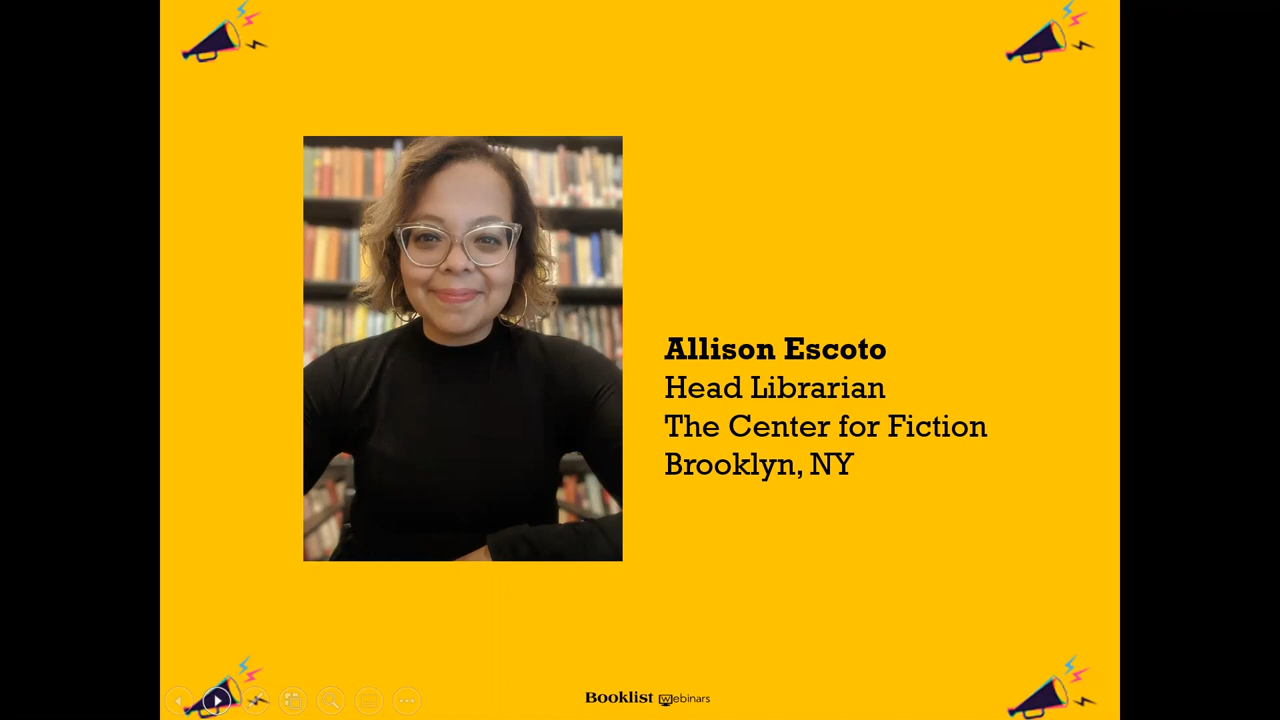 Allison Escoto
Head Librarian
The Center for Fiction
Brooklyn, NY
Booklist Webinars